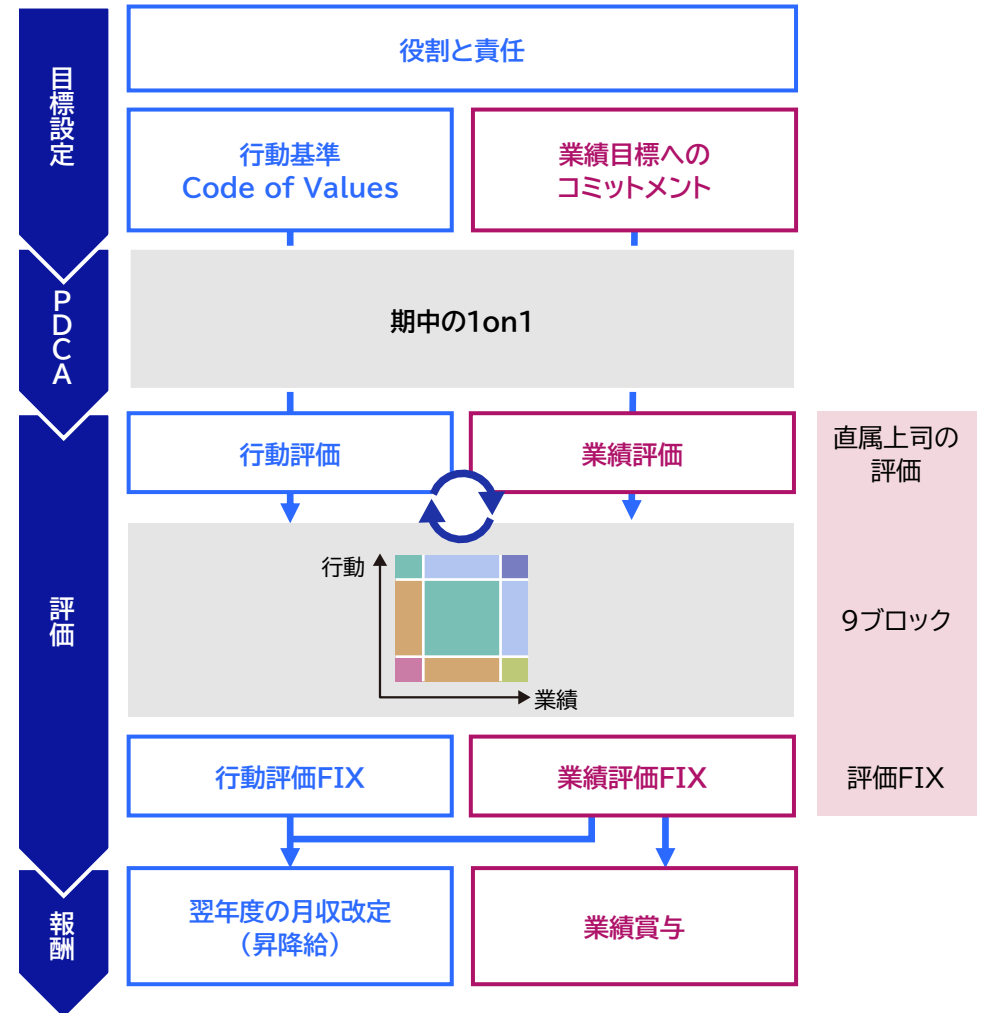 目標設定
役割と責任
行動基準
Code of Values
業績目標への
コミットメント
PDCA
期中の1on1
評価
行動評価
業績評価
直属上司の
評価
行動
業績
9ブロック
行動評価FIX
業績評価FIX
評価FIX
報酬
翌年度の月収改定
（昇降給）
業績賞与